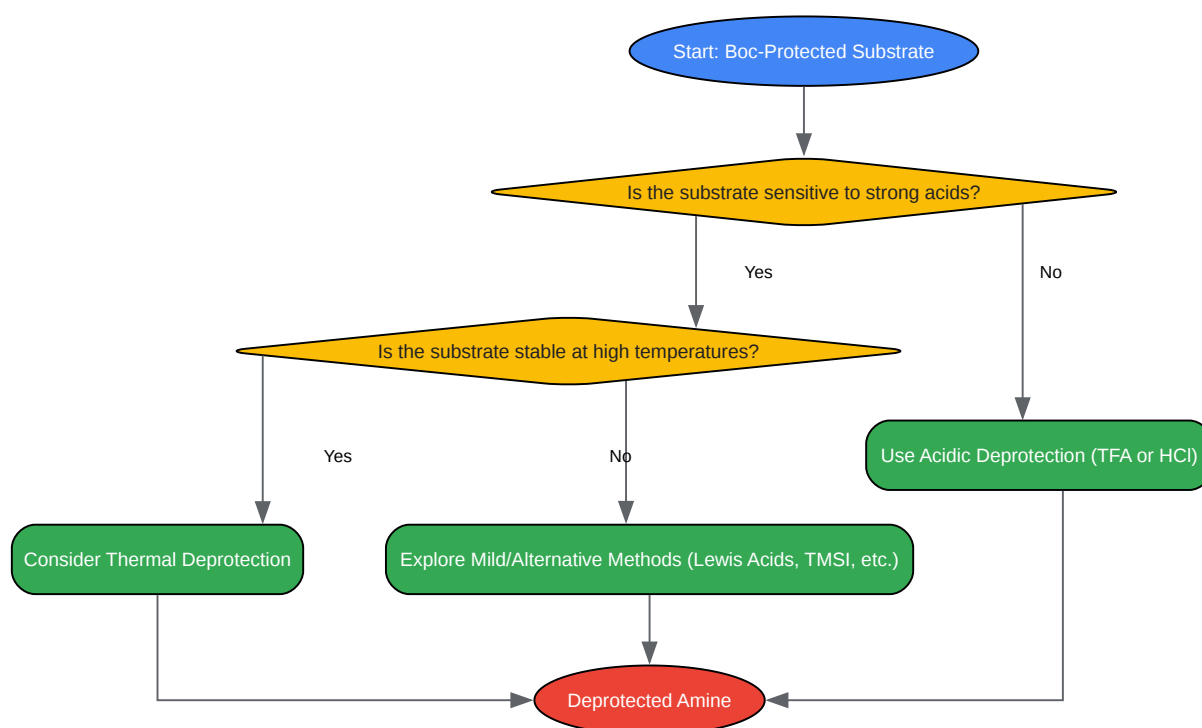 Start: Boc-Protected Substrate
Is the substrate sensitive to strong acids?
Yes
No
Is the substrate stable at high temperatures?
Yes
No
Use Acidic Deprotection (TFA or HCl)
Consider Thermal Deprotection
Explore Mild/Alternative Methods (Lewis Acids, TMSI, etc.)
Deprotected Amine